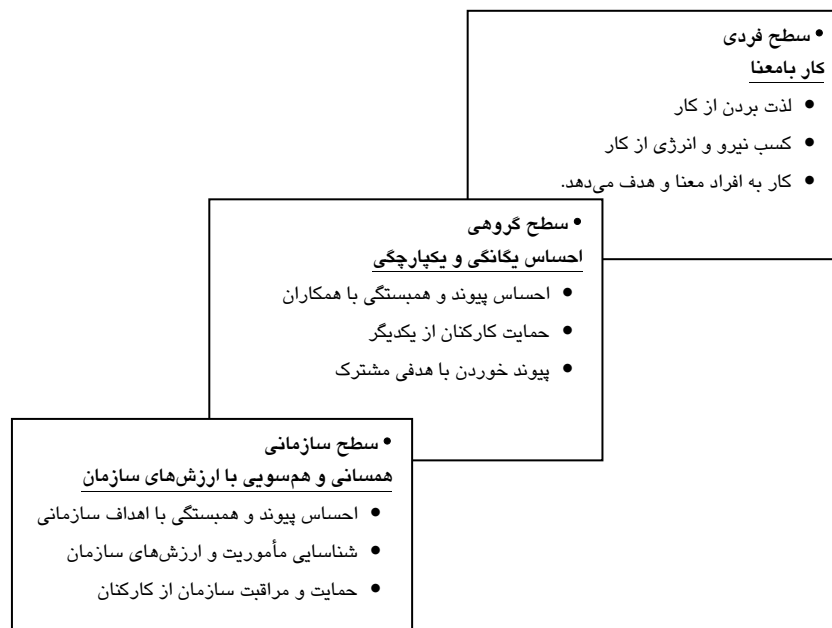 • سطح فردی
کار بامعنا
• لذت بردن از کار
• کسب نیرو و انرژی از کار
• کار به افراد معنا و هدف می‌دهد.
• سطح گروهی
احساس یگانگی و یکپارچگی
• احساس پیوند و همبستگی با همکاران
• حمایت کارکنان از یکدیگر
• پیوند خوردن با هدفی مشترک
• سطح سازمانی
همسانی و هم‌سویی با ارزش‌های سازمان
• احساس پیوند و همبستگی با اهداف سازمانی
• شناسایی مأموریت و ارزش‌های سازمان
• حمایت و مراقبت سازمان از کارکنان